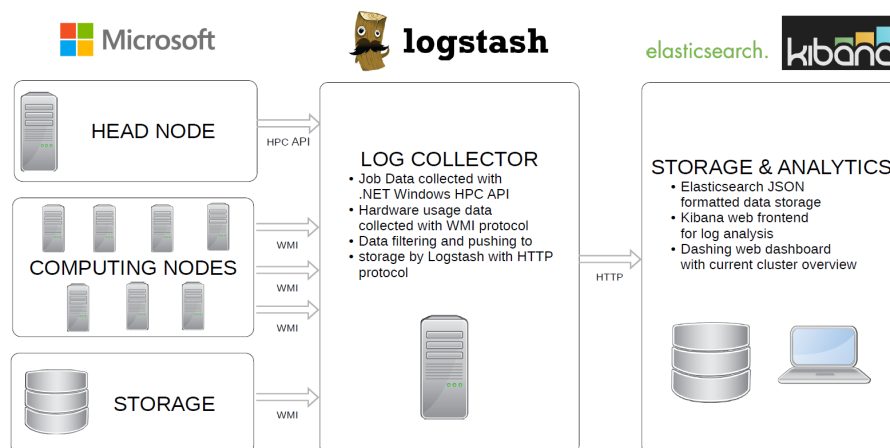 Microsoft
logstash
elasticsearch.
kibana
HEAD NODE
HPC API
COMPUTING NODES
WMI
WMI
WMI
STORAGE
WMI
LOG COLLECTOR
• Job Data collected with
.NET Windows HPC API
• Hardware usage data
collected with WMI protocol
• Data filtering and pushing to
• storage by Logstash with HTTP
protocol
HTTP
STORAGE & ANALYTICS
• Elasticsearch JSON
formatted data storage
• Kibana web frontend
for log analysis
• Dashing web dashboard
with current cluster overview